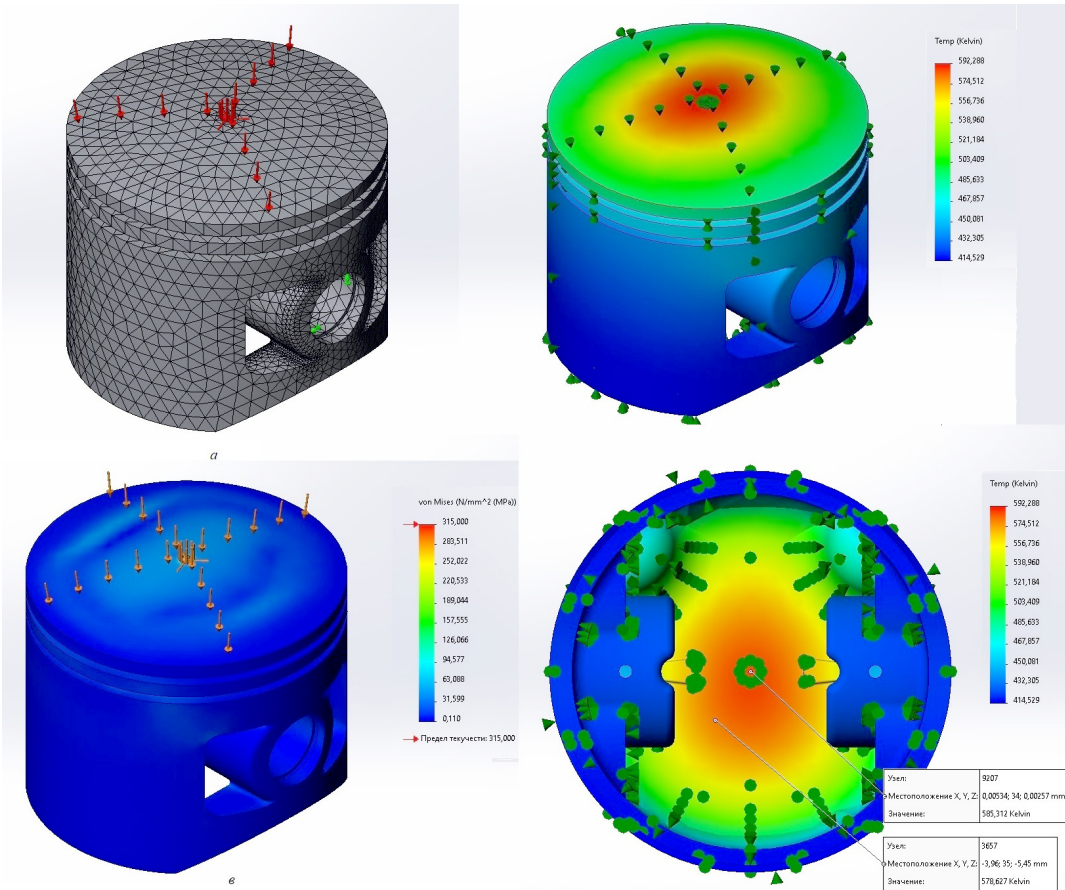 Temp (Kelvin)
592,288
574,512
556,736
538,960
521,184
503,409
485,633
467,857
450,081
432,305
414,529
а
von Mises (N/mm^2 (MPa))
315,000
283,511
252,022
220,533
189,044
157,555
126,066
94,577
63,088
31,599
0,110
Предел текучести: 315,000
в
Temp (Kelvin)
592,288
574,512
556,736
538,960
521,184
503,409
485,633
467,857
450,081
432,305
414,529
Узел: 9207
Местоположение X, Y, Z: 0,00534; 34; 0,00257 mm
Значение: 585,312 Kelvin
Узел: 3657
Местоположение X, Y, Z: -3,96; 35; -5,45 mm
Значение: 578,627 Kelvin